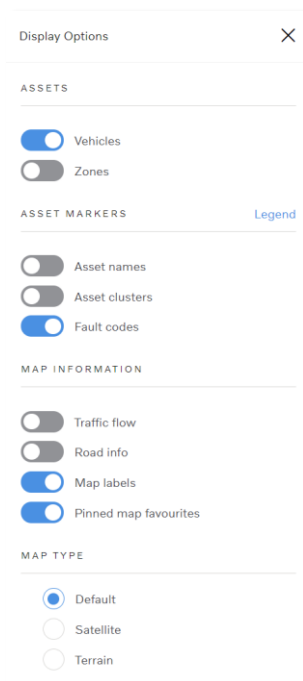 Display Options
ASSETS
Vehicles
Zones
ASSET MARKERS Legend
Asset names
Asset clusters
Fault codes
MAP INFORMATION
Traffic flow
Road info
Map labels
Pinned map favourites
MAP TYPE
Default
Satellite
Terrain